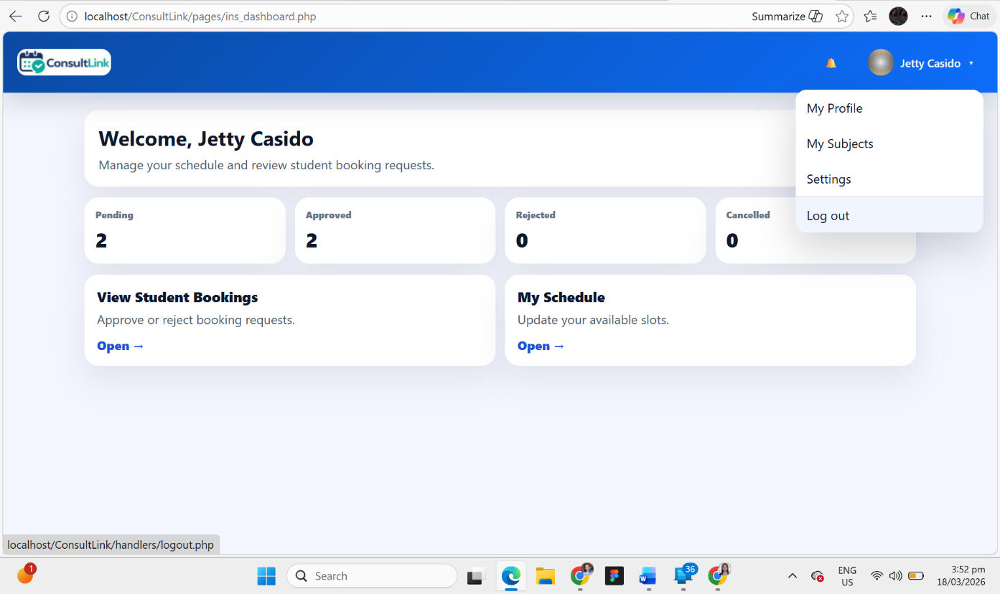 localhost/ConsultLink/pages/ins_dashboard.php
Summarize
Chat
ConsultLink
Jetty Casido
My Profile
My Subjects
Settings
Log out
Welcome, Jetty Casido
Manage your schedule and review student booking requests.
Pending
2
Approved
2
Rejected
0
Cancelled
0
View Student Bookings
Approve or reject booking requests.
Open →
My Schedule
Update your available slots.
Open →
localhost/ConsultLink/handlers/logout.php
1
Search
W
36
ENG
US
3:52 pm
18/03/2026